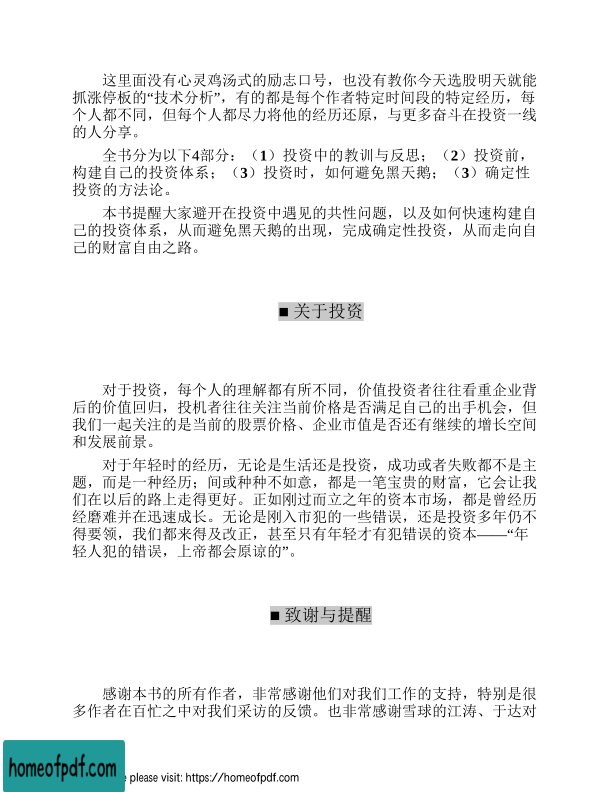 这里面没有心灵鸡汤式的励志口号，也没有教你今天选股明天就能
抓涨停板的“技术分析”，有的都是每个作者特定时间段的特定经历，每
个人都不同，但每个人都尽力将他的经历还原，与更多奋斗在投资一线
的人分享。
全书分为以下4部分：（1）投资中的教训与反思；（2）投资前，
构建自己的投资体系；（3）投资时，如何避免黑天鹅；（3）确定性
投资的方法论。
本书提醒大家避开在投资中遇见的共性问题，以及如何快速构建自
己的投资体系，从而避免黑天鹅的出现，完成确定性投资，从而走向自
己的财富自由之路。
■ 关于投资
对于投资，每个人的理解都有所不同，价值投资者往往看重企业背
后的价值回归，投机者往往关注当前价格是否满足自己的出手机会，但
我们一起关注的是当前的股票价格、企业市值是否还有继续的增长空间
和发展前景。
对于年轻时的经历，无论是生活还是投资，成功或者失败都不是主
题，而是一种经历；间或种种不如意，都是一笔宝贵的财富，它会让我
们在以后的路上走得更好。正如刚过而立之年的资本市场，都是曾经历
经磨难并在迅速成长。无论是刚入市犯的一些错误，还是投资多年仍不
得要领，我们都来得及改正，甚至只有年轻才有犯错误的资本——“年
轻人犯的错误，上帝都会原谅的”。
■ 致谢与提醒
感谢本书的所有作者，非常感谢他们对我们工作的支持，特别是很
多作者在百忙之中对我们采访的反馈。也非常感谢雪球的江涛、于达对
homeofpdf.com
please visit: https://homeofpdf.com